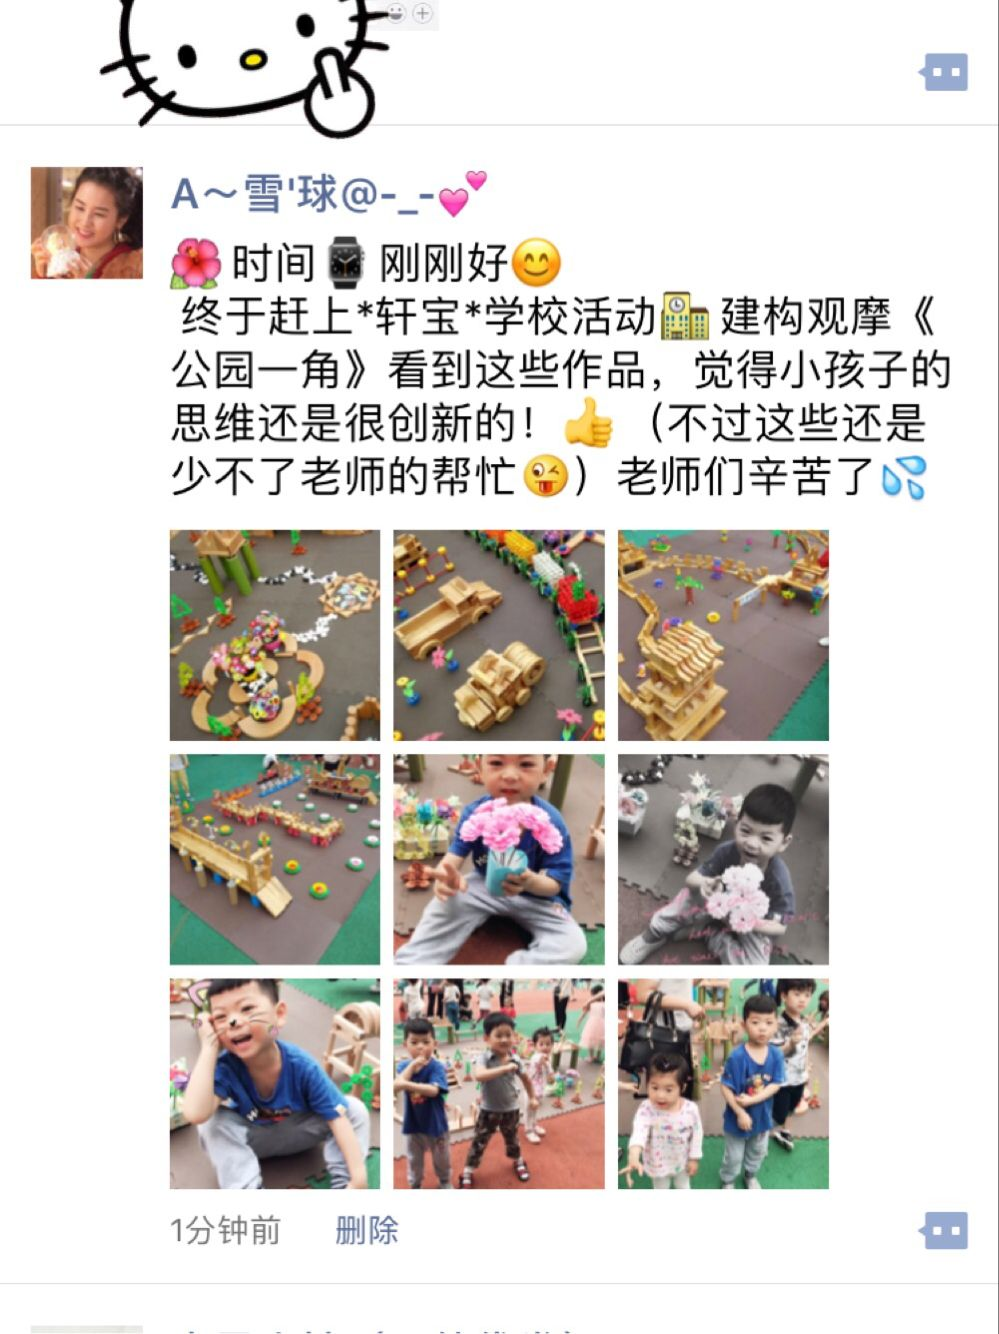 A～雪'球@-_-💕
🌺 时间⌚ 刚刚好😊
终于赶上*轩宝*学校活动🏫 建构观摩《
公园一角》看到这些作品，觉得小孩子的
思维还是很创新的！👍（不过这些还是
少不了老师的帮忙😜）老师们辛苦了💦
1分钟前 删除